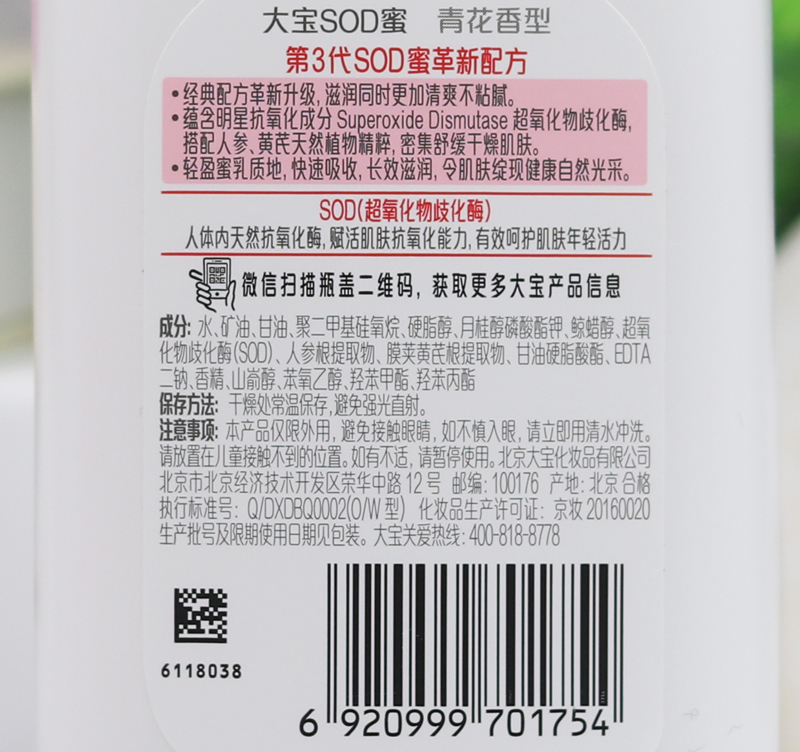 大宝SOD蜜 青花香型
第3代SOD蜜革新配方
•经典配方革新升级,滋润同时更加清爽不粘腻。
•蕴含明星抗氧化成分 Superoxide Dismutase 超氧化物歧化酶,
搭配人参、黄芪天然植物精粹,密集舒缓干燥肌肤。
•轻盈蜜乳质地,快速吸收,长效滋润,令肌肤绽现健康自然光采。
SOD(超氧化物歧化酶)
人体内天然抗氧化酶,赋活肌肤抗氧化能力,有效呵护肌肤年轻活力
微信扫描瓶盖二维码,获取更多大宝产品信息
成分: 水、矿油、甘油、聚二甲基硅氧烷、硬脂醇、月桂醇磷酸酯钾、鲸蜡醇、超氧
化物歧化酶(SOD)、人参根提取物、膜荚黄芪根提取物、甘油硬脂酸酯、EDTA
二钠、香精、山嵛醇、苯氧乙醇、羟苯甲酯、羟苯丙酯
保存方法: 干燥处常温保存,避免强光直射。
注意事项: 本产品仅限外用,避免接触眼睛,如不慎入眼,请立即用清水冲洗。
请放置在儿童接触不到的位置。如有不适,请暂停使用。北京大宝化妆品有限公司
北京市北京经济技术开发区荣华中路12号 邮编:100176 产地:北京 合格
执行标准号: Q/DXDBQ0002(O/W型) 化妆品生产许可证: 京妆20160020
生产批号及限期使用日期见包装。大宝关爱热线:400-818-8778
6118038
6 920999 701754